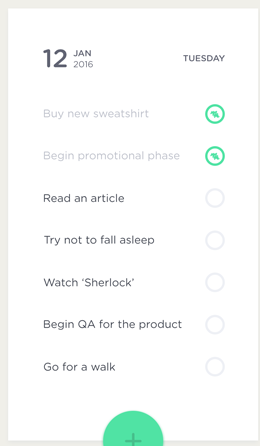 12 JAN
2016
TUESDAY
Buy new sweatshirt
Begin promotional phase
Read an article
Try not to fall asleep
Watch ‘Sherlock’
Begin QA for the product
Go for a walk
+